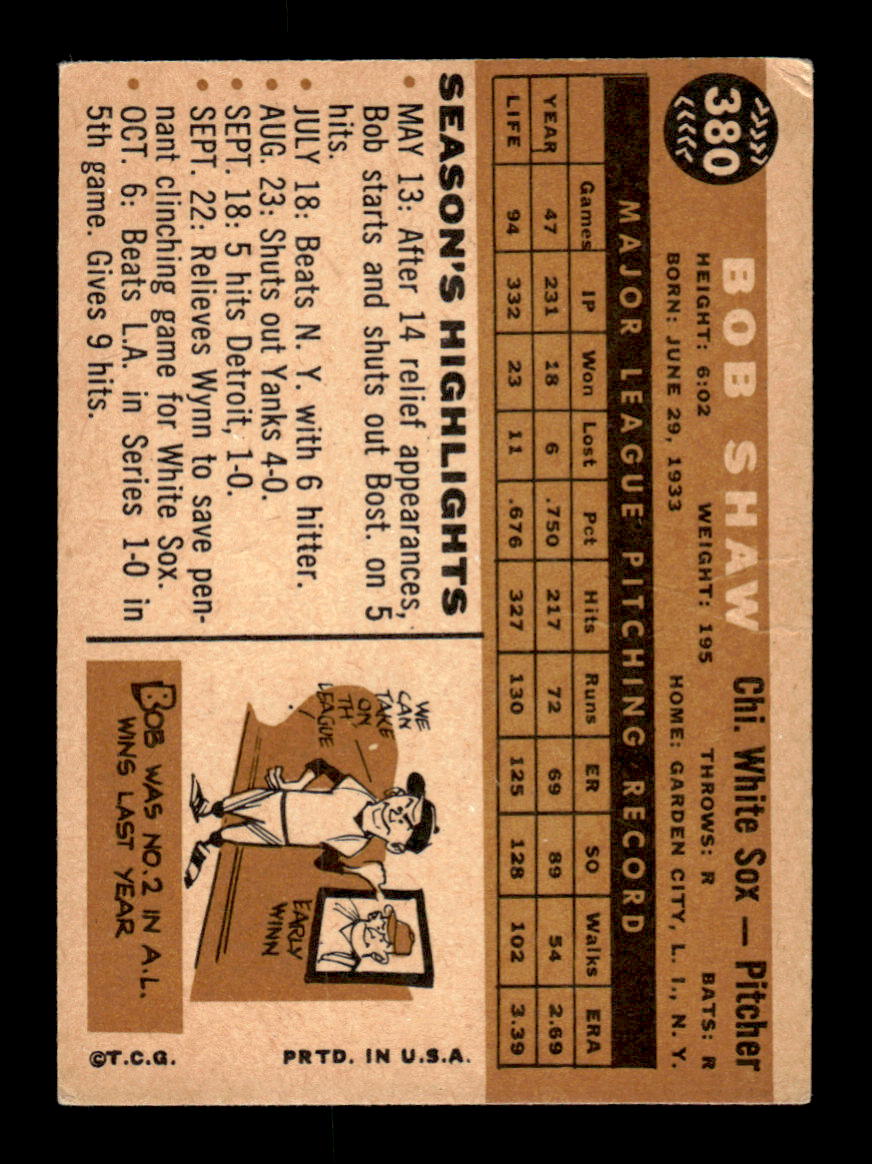 380
BOB SHAW
Chi. White Sox — Pitcher
HEIGHT: 6:02 WEIGHT: 195 THROWS: R BATS: R
BORN: JUNE 29, 1933 HOME: GARDEN CITY, L. I., N. Y.
MAJOR LEAGUE PITCHING RECORD
Games IP Won Lost Pct Hits Runs ER SO Walks ERA
YEAR 47 231 18 6 .750 217 72 69 89 54 2.69
LIFE 94 332 23 11 .676 327 130 125 128 102 3.39
SEASON'S HIGHLIGHTS
• MAY 13: After 14 relief appearances,
Bob starts and shuts out Bost. on 5
hits.
• JULY 18: Beats N. Y. with 6 hitter.
• AUG. 23: Shuts out Yanks 4-0.
• SEPT. 18: 5 hits Detroit, 1-0.
• SEPT. 22: Relieves Wynn to save pen-
nant clinching game for White Sox.
• OCT. 6: Beats L.A. in Series 1-0 in
5th game. Gives 9 hits.
WE
CAN
TAKE
ON
TH'
LEAGUE
EARLY
WINN
BOB WAS NO. 2 IN A.L.
WINS LAST YEAR
©T.C.G.
PRTD. IN U.S.A.